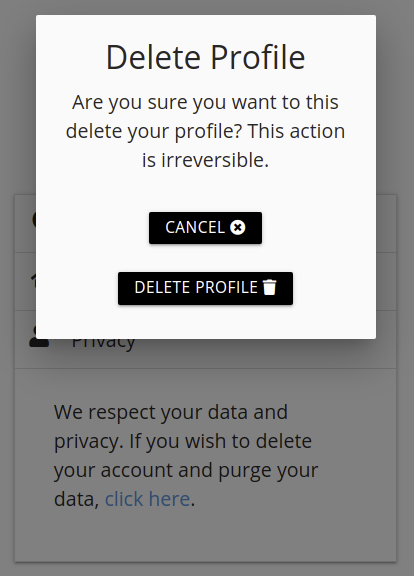 Delete Profile
Are you sure you want to this
delete your profile? This action
is irreversible.
CANCEL
DELETE PROFILE
Privacy
We respect your data and
privacy. If you wish to delete
your account and purge your
data, click here.